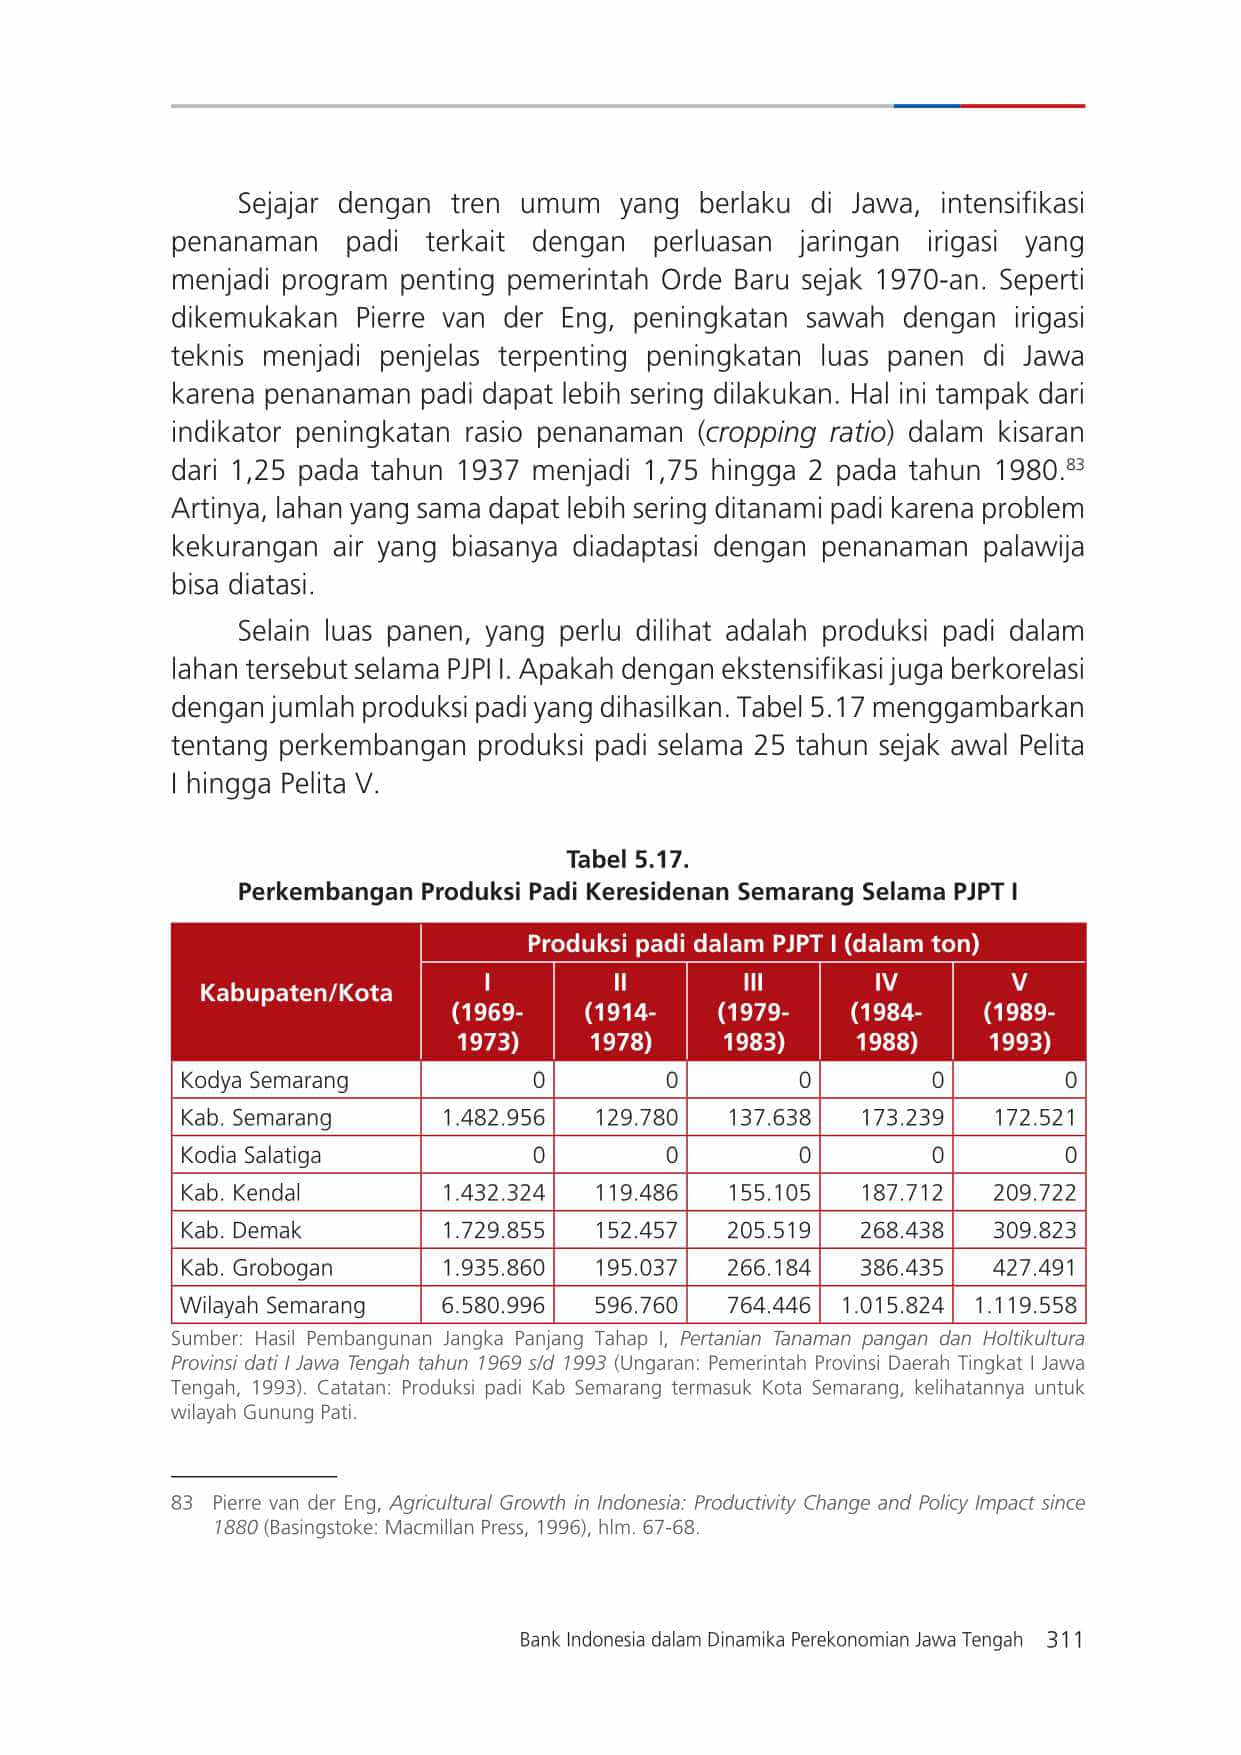 Sejajar dengan tren umum yang berlaku di Jawa, intensifikasi
penanaman padi terkait dengan perluasan jaringan irigasi yang
menjadi program penting pemerintah Orde Baru sejak 1970-an. Seperti
dikemukakan Pierre van der Eng, peningkatan sawah dengan irigasi
teknis menjadi penjelas terpenting peningkatan luas panen di Jawa
karena penanaman padi dapat lebih sering dilakukan. Hal ini tampak dari
indikator peningkatan rasio penanaman (cropping ratio) dalam kisaran
dari 1,25 pada tahun 1937 menjadi 1,75 hingga 2 pada tahun 1980.83
Artinya, lahan yang sama dapat lebih sering ditanami padi karena problem
kekurangan air yang biasanya diadaptasi dengan penanaman palawija
bisa diatasi.
Selain luas panen, yang perlu dilihat adalah produksi padi dalam
lahan tersebut selama PJPI I. Apakah dengan ekstensifikasi juga berkorelasi
dengan jumlah produksi padi yang dihasilkan. Tabel 5.17 menggambarkan
tentang perkembangan produksi padi selama 25 tahun sejak awal Pelita
I hingga Pelita V.
Tabel 5.17.
Perkembangan Produksi Padi Keresidenan Semarang Selama PJPT I
Kabupaten/Kota
Produksi padi dalam PJPT I (dalam ton)
I II III IV V
(1969- (1914- (1979- (1984- (1989-
1973) 1978) 1983) 1988) 1993)
Kodya Semarang 0 0 0 0 0
Kab. Semarang 1.482.956 129.780 137.638 173.239 172.521
Kodia Salatiga 0 0 0 0 0
Kab. Kendal 1.432.324 119.486 155.105 187.712 209.722
Kab. Demak 1.729.855 152.457 205.519 268.438 309.823
Kab. Grobogan 1.935.860 195.037 266.184 386.435 427.491
Wilayah Semarang 6.580.996 596.760 764.446 1.015.824 1.119.558
Sumber: Hasil Pembangunan Jangka Panjang Tahap I, Pertanian Tanaman pangan dan Holtikultura
Provinsi dati I Jawa Tengah tahun 1969 s/d 1993 (Ungaran: Pemerintah Provinsi Daerah Tingkat I Jawa
Tengah, 1993). Catatan: Produksi padi Kab Semarang termasuk Kota Semarang, kelihatannya untuk
wilayah Gunung Pati.
83 Pierre van der Eng, Agricultural Growth in Indonesia: Productivity Change and Policy Impact since
1880 (Basingstoke: Macmillan Press, 1996), hlm. 67-68.
Bank Indonesia dalam Dinamika Perekonomian Jawa Tengah 311